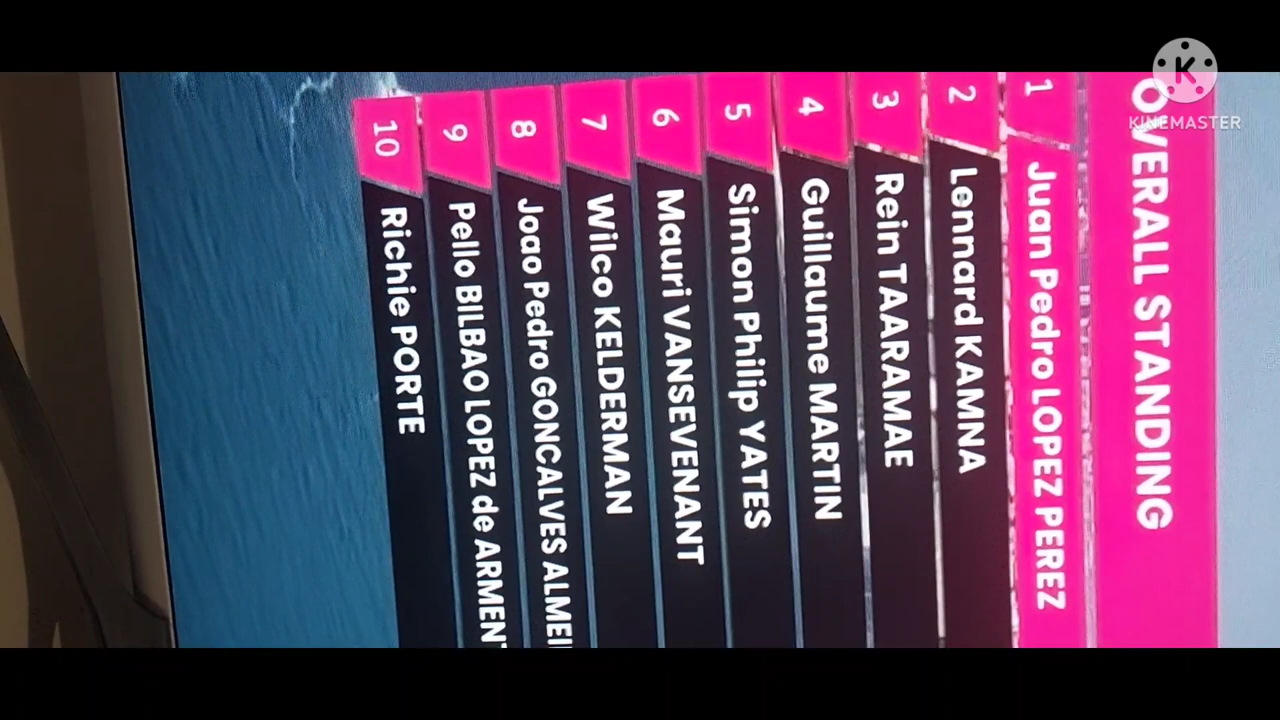 OVERALL STANDING
1 Juan Pedro LOPEZ PEREZ
2 Lennard KAMNA
3 Rein TAARAMAE
4 Guillaume MARTIN
5 Simon Philip YATES
6 Mauri VANSEVENANT
7 Wilco KELDERMAN
8 Joao Pedro GONCALVES ALMEI
9 Pello BILBAO LOPEZ de ARMENT
10 Richie PORTE
K
KINEMASTER